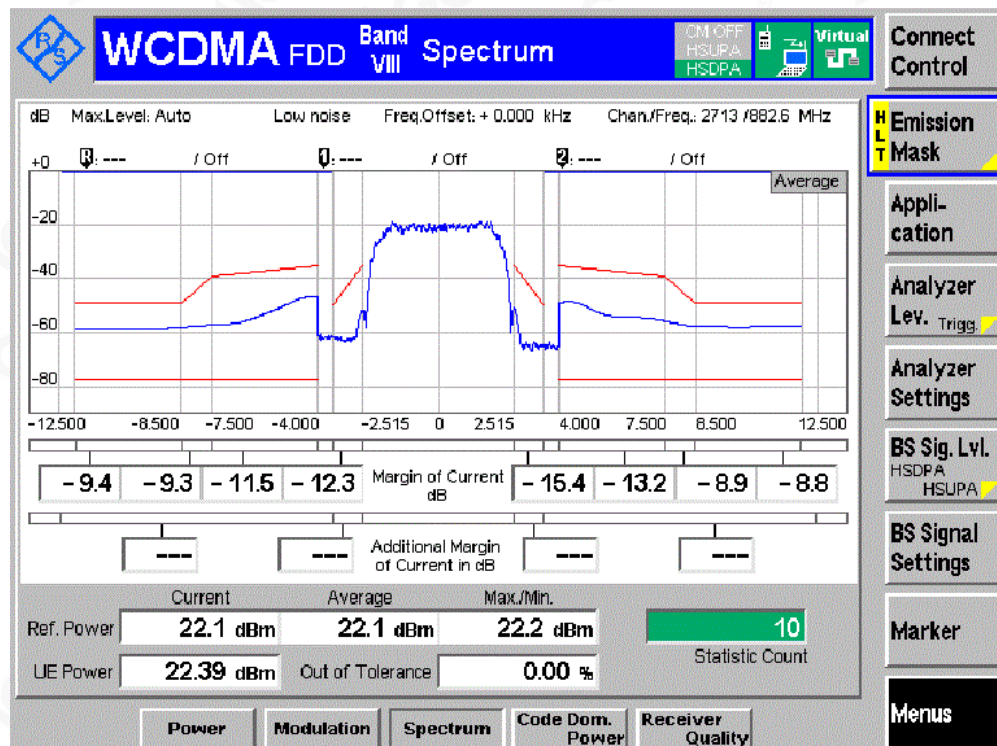 R/S
WCDMA FDD Band VIII Spectrum
CM OFF
HSUPA
HSDPA
Virtual
Connect Control
dB Max.Level: Auto Low noise Freq.Offset: + 0.000 kHz Chan./Freq.: 2713 /882.6 MHz
H L T Emission Mask
+0 R: --- / Off 1: --- / Off 2: --- / Off
Average
-20
-40
-60
-80
Appli-
cation
Analyzer
Lev. Trigg.
Analyzer
Settings
-12.500 -8.500 -7.500 -4.000 -2.515 0 2.515 4.000 7.500 8.500 12.500
BS Sig. Lvl.
HSDPA
HSUPA
- 9.4 - 9.3 - 11.5 - 12.3 Margin of Current dB - 15.4 - 13.2 - 8.9 - 8.8
--- --- Additional Margin of Current in dB --- ---
BS Signal
Settings
Current Average Max./Min.
Ref. Power 22.1 dBm 22.1 dBm 22.2 dBm 10
Statistic Count
UE Power 22.39 dBm Out of Tolerance 0.00 %
Marker
Menus
Power Modulation Spectrum Code Dom. Power Receiver Quality